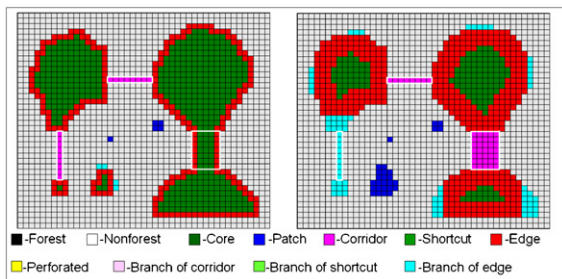 -Forest -Nonforest -Core -Patch -Corridor -Shortcut -Edge
-Perforated -Branch of corridor -Branch of shortcut -Branch of edge